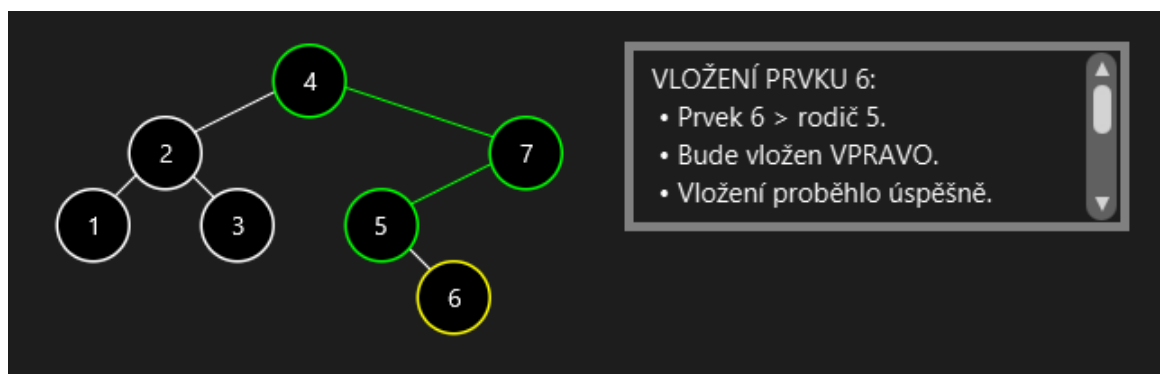 4
2
7
1
3
5
6
VLOŽENÍ PRVKU 6:
• Prvek 6 > rodič 5.
• Bude vložen VPRAVO.
• Vložení proběhlo úspěšně.